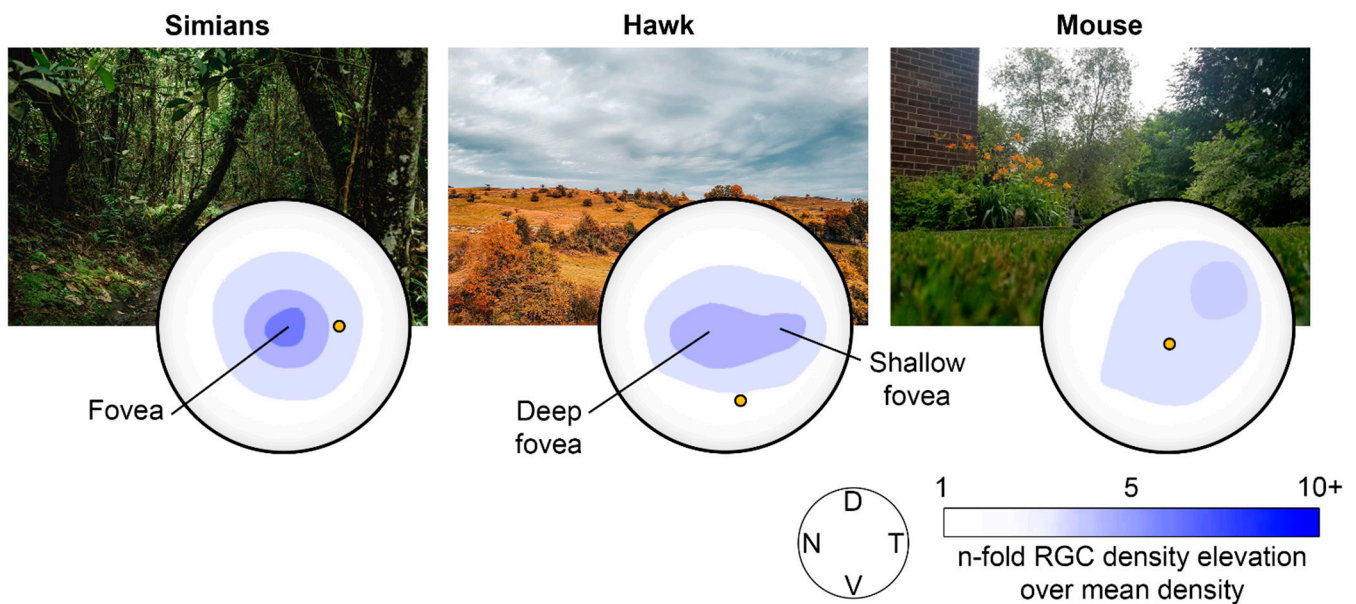 Simians
Hawk
Mouse
Fovea
Deep
fovea
Shallow
fovea
D
N T
V
1 5 10+
n-fold RGC density elevation
over mean density